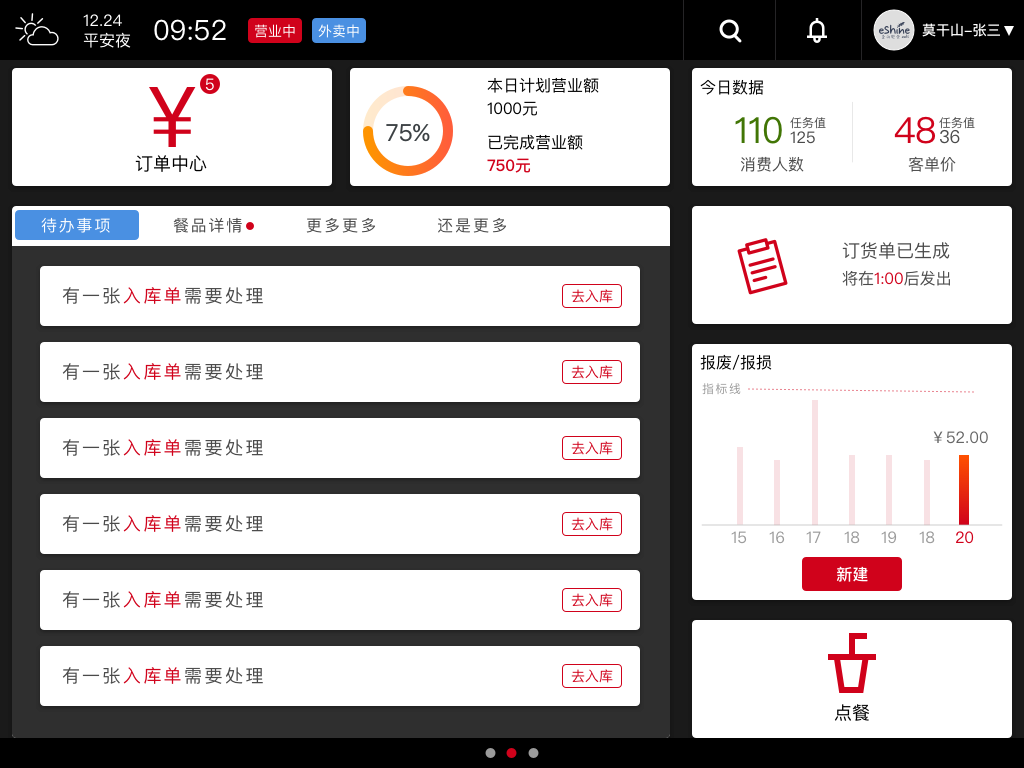 12.24
平安夜
09:52
营业中
外卖中
eShine
莫干山-张三▼
5
¥
订单中心
75%
本日计划营业额
1000元
已完成营业额
750元
今日数据
110
任务值
125
消费人数
48
任务值
36
客单价
待办事项
餐品详情
更多更多
还是更多
有一张入库单需要处理
去入库
有一张入库单需要处理
去入库
有一张入库单需要处理
去入库
有一张入库单需要处理
去入库
有一张入库单需要处理
去入库
有一张入库单需要处理
去入库
订货单已生成
将在1:00后发出
报废/报损
指标线
¥52.00
15 16 17 18 19 18 20
新建
点餐